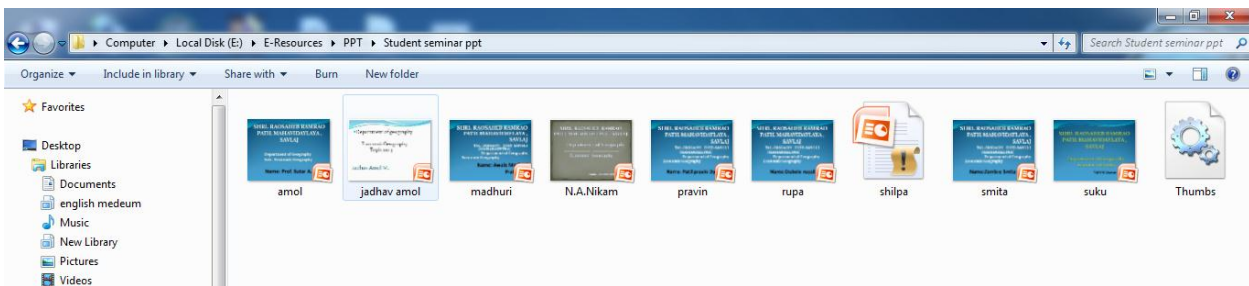 Computer ▸ Local Disk (E:) ▸ E-Resources ▸ PPT ▸ Student seminar ppt
Search Student seminar ppt
Organize Include in library Share with Burn New folder
Favorites
Desktop
Libraries
Documents
english medeum
Music
New Library
Pictures
Videos
amol
jadhav amol
madhuri
N.A.Nikam
pravin
rupa
shilpa
smita
suku
Thumbs